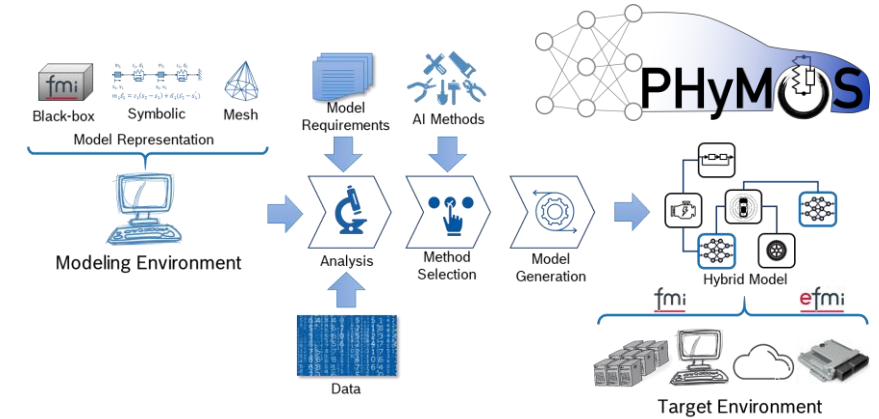 PHyMOS
fmi
Black-box
Symbolic
Mesh
Model Representation
Modeling Environment
Model
Requirements
AI Methods
Analysis
Method
Selection
Model
Generation
Data
Hybrid Model
fmi
efmi
Target Environment